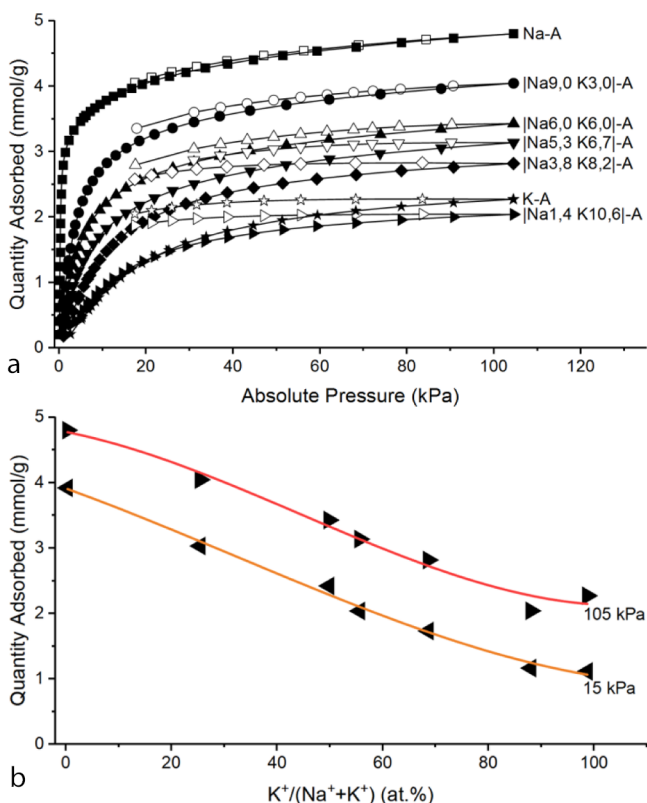 5
4
3
2
1
0
Quantity Adsorbed (mmol/g)
Na-A
|Na9,0 K3,0|-A
|Na6,0 K6,0|-A
|Na5,3 K6,7|-A
|Na3,8 K8,2|-A
K-A
|Na1,4 K10,6|-A
0 20 40 60 80 100 120
Absolute Pressure (kPa)
a
5
4
3
2
1
0
Quantity Adsorbed (mmol/g)
105 kPa
15 kPa
0 20 40 60 80 100
K⁺/(Na⁺+K⁺) (at.%)
b